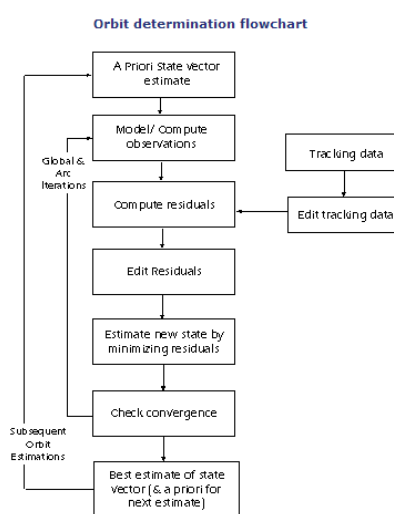 Orbit determination flowchart
A Priori State vector
estimate
Model/ Compute
observations
Global &
Arc
Iterations
Tracking data
Compute residuals
Edit tracking data
Edit Residuals
Estimate new state by
minimizing residuals
Check convergence
Subsequent
Orbit
Estimations
Best estimate of state
vector (& a priori for
next estimate)